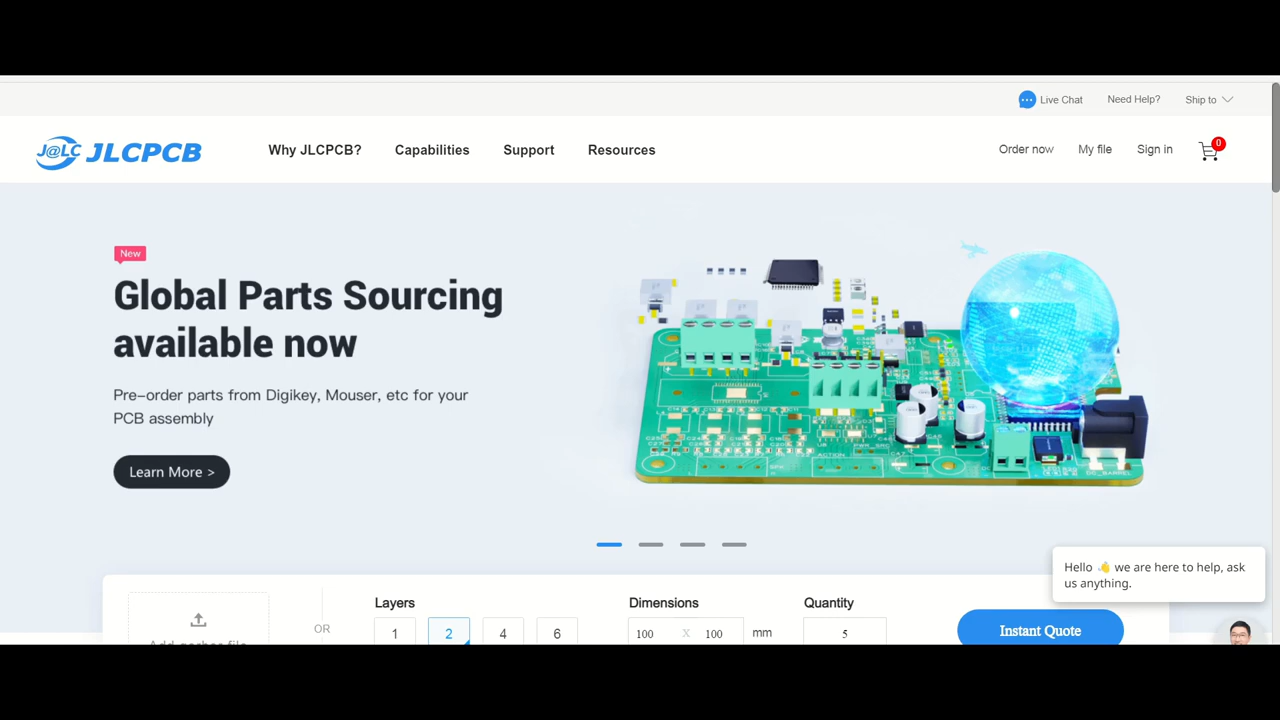 Live Chat
Need Help?
Ship to
J@LC JLCPCB
Why JLCPCB?
Capabilities
Support
Resources
Order now
My file
Sign in
0
New
Global Parts Sourcing
available now
Pre-order parts from Digikey, Mouser, etc for your
PCB assembly
Learn More >
Hello 👋 we are here to help, ask
us anything.
Layers
Dimensions
Quantity
OR
1
2
4
6
100 X 100 mm
5
Instant Quote
Add gerber file